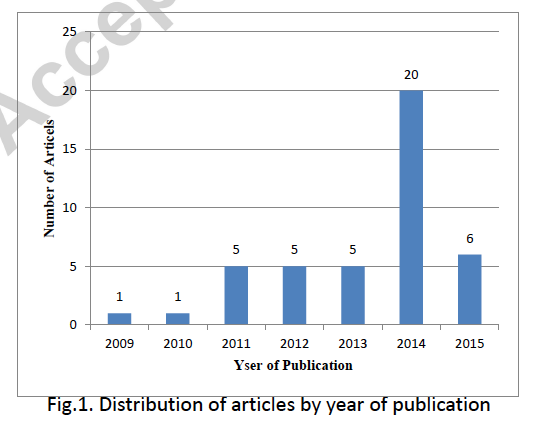 Accep
25
20
15
10
5
0
Number of Articels
1
1
5
5
5
20
6
2009 2010 2011 2012 2013 2014 2015
Yser of Publication
Fig.1. Distribution of articles by year of publication